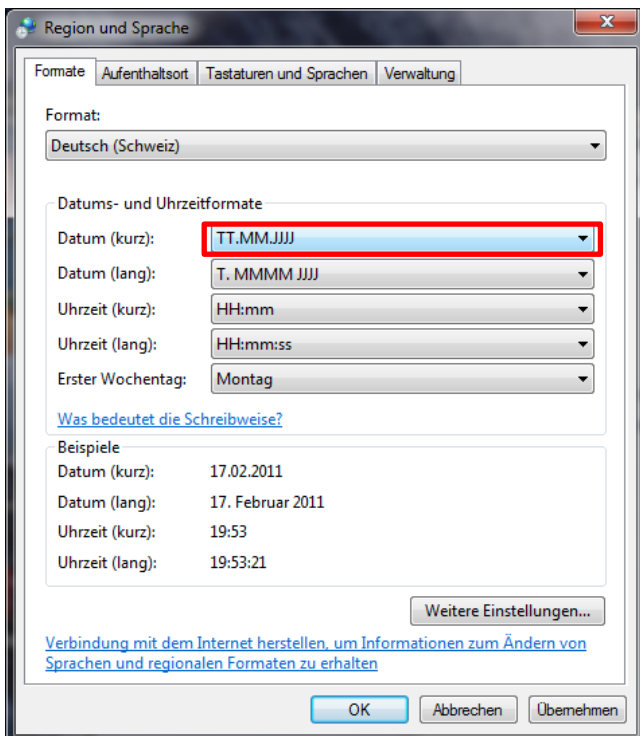 Region und Sprache
Formate Aufenthaltsort Tastaturen und Sprachen Verwaltung
Format:
Deutsch (Schweiz)
Datums- und Uhrzeitformate
Datum (kurz): TT.MM.JJJJ
Datum (lang): T. MMMM JJJJ
Uhrzeit (kurz): HH:mm
Uhrzeit (lang): HH:mm:ss
Erster Wochentag: Montag
Was bedeutet die Schreibweise?
Beispiele
Datum (kurz): 17.02.2011
Datum (lang): 17. Februar 2011
Uhrzeit (kurz): 19:53
Uhrzeit (lang): 19:53:21
Weitere Einstellungen...
Verbindung mit dem Internet herstellen, um Informationen zum Ändern von
Sprachen und regionalen Formaten zu erhalten
OK Abbrechen Übernehmen